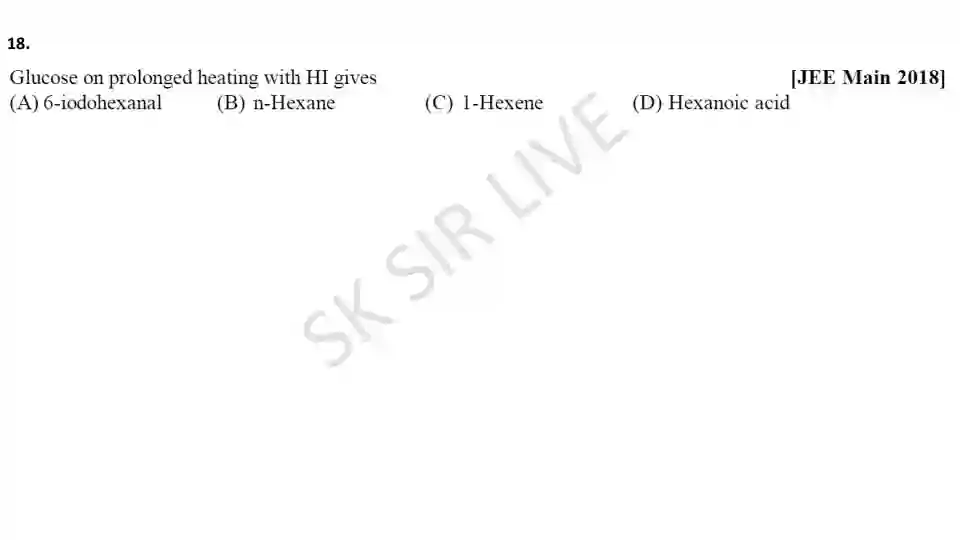 18.
Glucose on prolonged heating with HI gives [JEE Main 2018]
(A) 6-iodohexanal (B) n-Hexane (C) 1-Hexene (D) Hexanoic acid
SK SIR LIVE